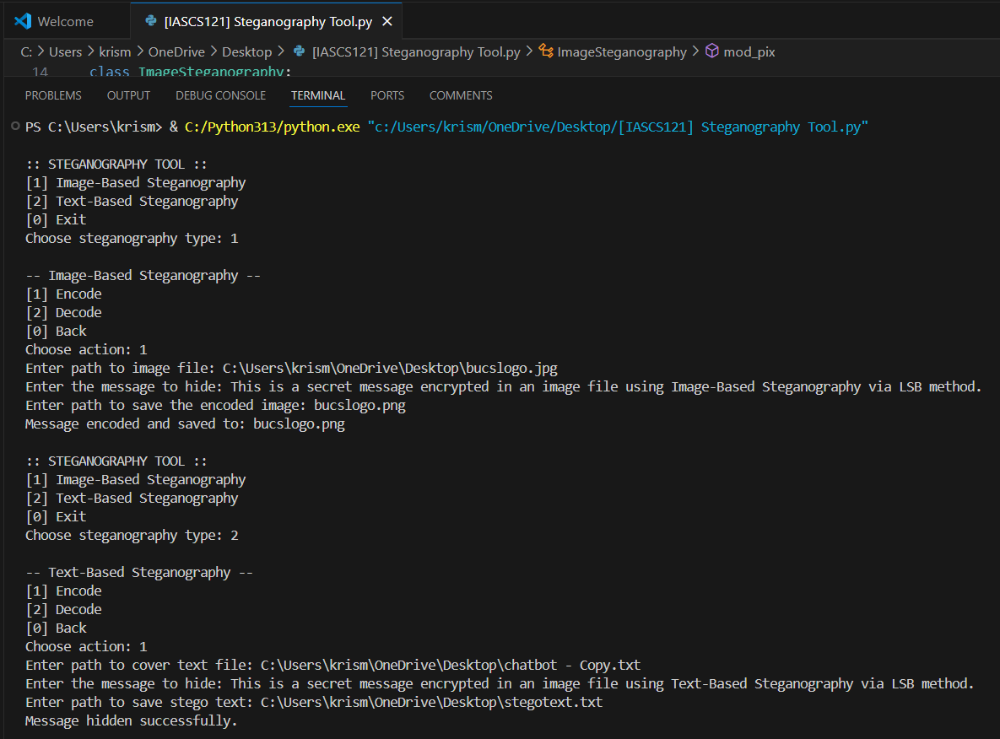 Welcome
[IASCS121] Steganography Tool.py
C: > Users > krism > OneDrive > Desktop > [IASCS121] Steganography Tool.py > ImageSteganography > mod_pix
14 class ImageSteganography:
PROBLEMS OUTPUT DEBUG CONSOLE TERMINAL PORTS COMMENTS
PS C:\Users\krism> & C:/Python313/python.exe "c:/Users/krism/OneDrive/Desktop/[IASCS121] Steganography Tool.py"
:: STEGANOGRAPHY TOOL ::
[1] Image-Based Steganography
[2] Text-Based Steganography
[0] Exit
Choose steganography type: 1
-- Image-Based Steganography --
[1] Encode
[2] Decode
[0] Back
Choose action: 1
Enter path to image file: C:\Users\krism\OneDrive\Desktop\bucslogo.jpg
Enter the message to hide: This is a secret message encrypted in an image file using Image-Based Steganography via LSB method.
Enter path to save the encoded image: bucslogo.png
Message encoded and saved to: bucslogo.png
:: STEGANOGRAPHY TOOL ::
[1] Image-Based Steganography
[2] Text-Based Steganography
[0] Exit
Choose steganography type: 2
-- Text-Based Steganography --
[1] Encode
[2] Decode
[0] Back
Choose action: 1
Enter path to cover text file: C:\Users\krism\OneDrive\Desktop\chatbot - Copy.txt
Enter the message to hide: This is a secret message encrypted in an image file using Text-Based Steganography via LSB method.
Enter path to save stego text: C:\Users\krism\OneDrive\Desktop\stegotext.txt
Message hidden successfully.